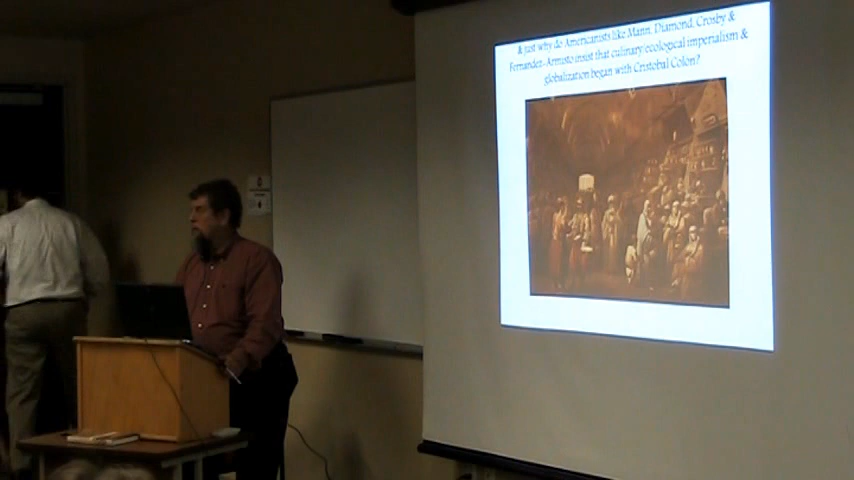 & just why do Americanists like Mann, Diamond, Crosby &
Fernandez-Armisto insist that culinary/ecological imperialism &
globalization began with Cristobal Colon?